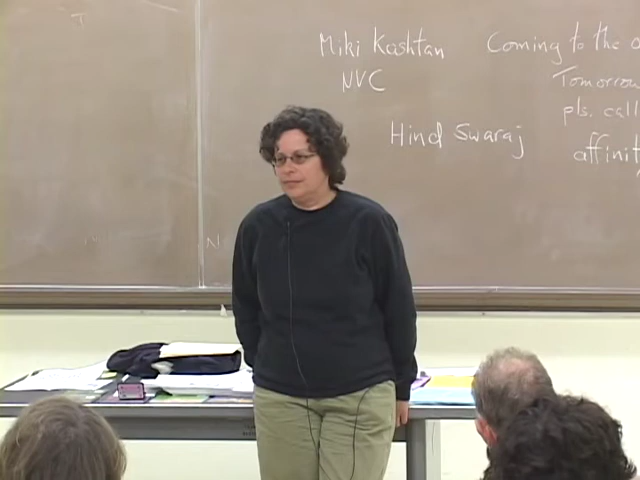 Miki Kashtan
NVC
Hind Swaraj
Coming to the
Tomorrow
pls. call
affinit